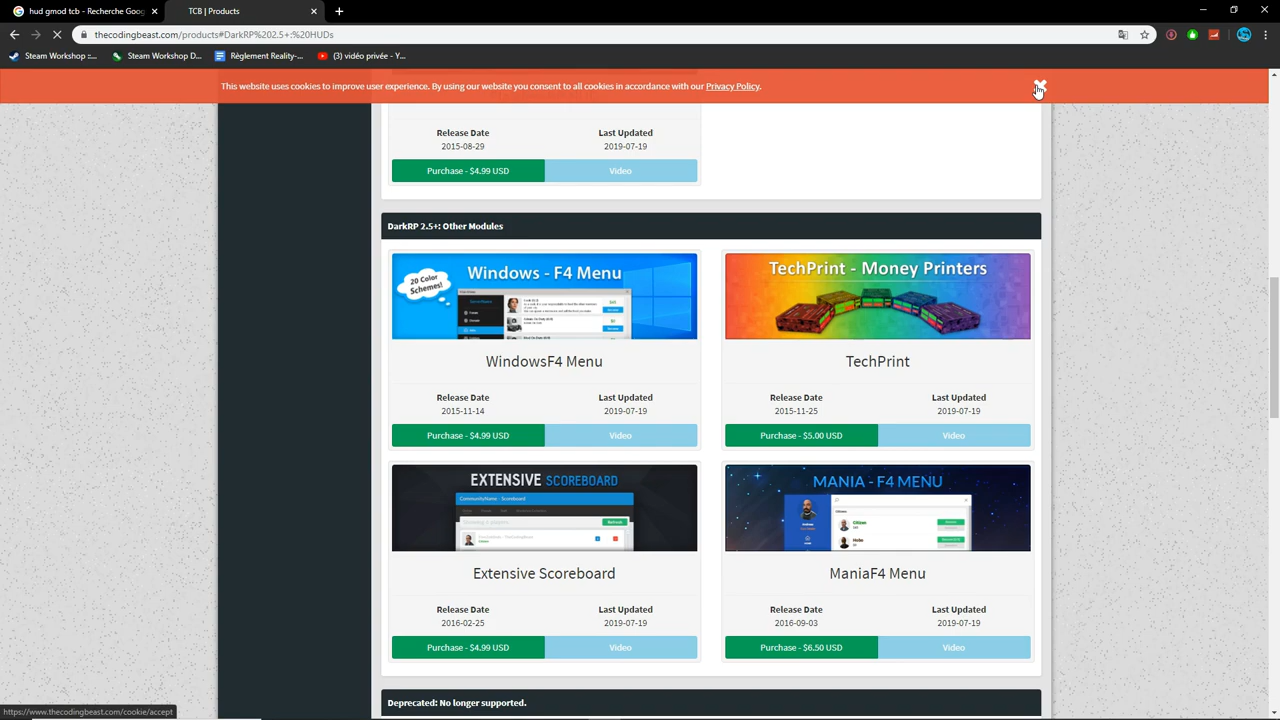 hud gmod tcb - Recherche Goog
TCB | Products
thecodingbeast.com/products#DarkRP%202.5+:%20HUDs
Steam Workshop ::...
Steam Workshop D...
Règlement Reality-...
(3) vidéo privée - Y...
This website uses cookies to improve user experience. By using our website you consent to all cookies in accordance with our Privacy Policy.
Release Date
Last Updated
2015-08-29
2019-07-19
Purchase - $4.99 USD
Video
DarkRP 2.5+: Other Modules
20 Color
Schemes!
Windows - F4 Menu
TechPrint - Money Printers
WindowsF4 Menu
TechPrint
Release Date
Last Updated
Release Date
Last Updated
2015-11-14
2019-07-19
2015-11-25
2019-07-19
Purchase - $4.99 USD
Video
Purchase - $5.00 USD
Video
EXTENSIVE SCOREBOARD
CommunityName - Scoreboard
Refresh
MANIA - F4 MENU
Citizen
Hobo
Extensive Scoreboard
ManiaF4 Menu
Release Date
Last Updated
Release Date
Last Updated
2016-02-25
2019-07-19
2016-09-03
2019-07-19
Purchase - $4.99 USD
Video
Purchase - $6.50 USD
Video
Deprecated: No longer supported.
https://www.thecodingbeast.com/cookie/accept